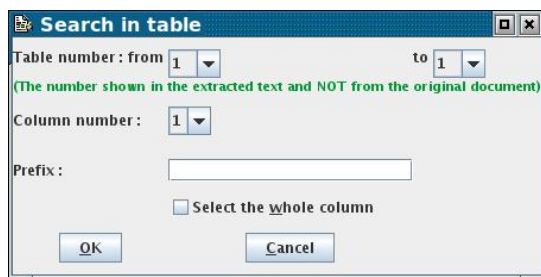 Search in table
Table number : from 1 to 1
(The number shown in the extracted text and NOT from the original document)
Column number : 1
Prefix :
Select the whole column
OK Cancel